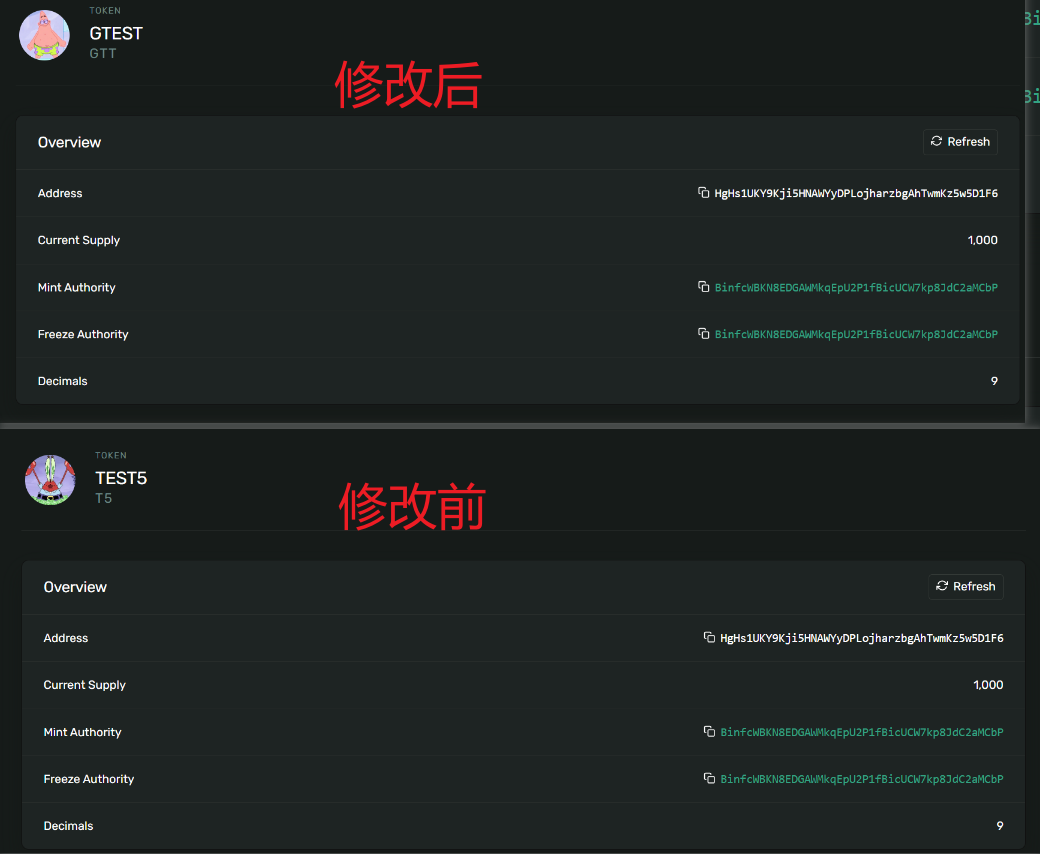 TOKEN
GTEST
GTT
修改后
Overview
Refresh
Address
HgHs1UKY9Kji5HNAWYyDPLojharzbgAhTwmKz5w5D1F6
Current Supply
1,000
Mint Authority
BinfcWBKN8EDGAWMkqEpU2P1fBicUCW7kp8JdC2aMCbP
Freeze Authority
BinfcWBKN8EDGAWMkqEpU2P1fBicUCW7kp8JdC2aMCbP
Decimals
9
Bi
Bi
TOKEN
TEST5
T5
修改前
Overview
Refresh
Address
HgHs1UKY9Kji5HNAWYyDPLojharzbgAhTwmKz5w5D1F6
Current Supply
1,000
Mint Authority
BinfcWBKN8EDGAWMkqEpU2P1fBicUCW7kp8JdC2aMCbP
Freeze Authority
BinfcWBKN8EDGAWMkqEpU2P1fBicUCW7kp8JdC2aMCbP
Decimals
9